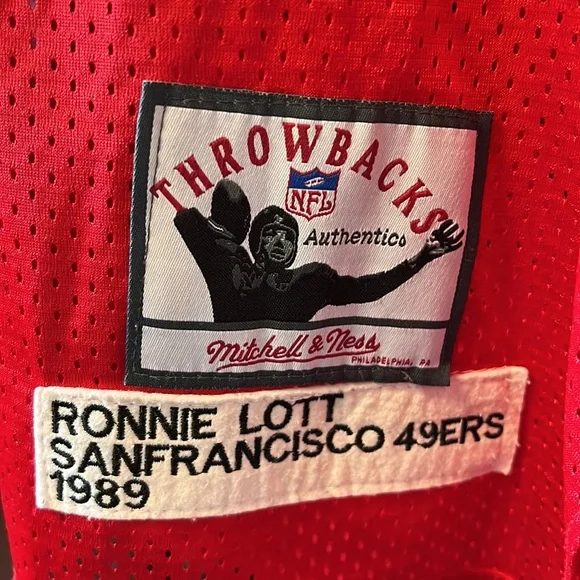 THROWBACKS
NFL
Authentics
Mitchell & Ness
PHILADELPHIA, PA
RONNIE LOTT
SANFRANCISCO 49ERS
1989